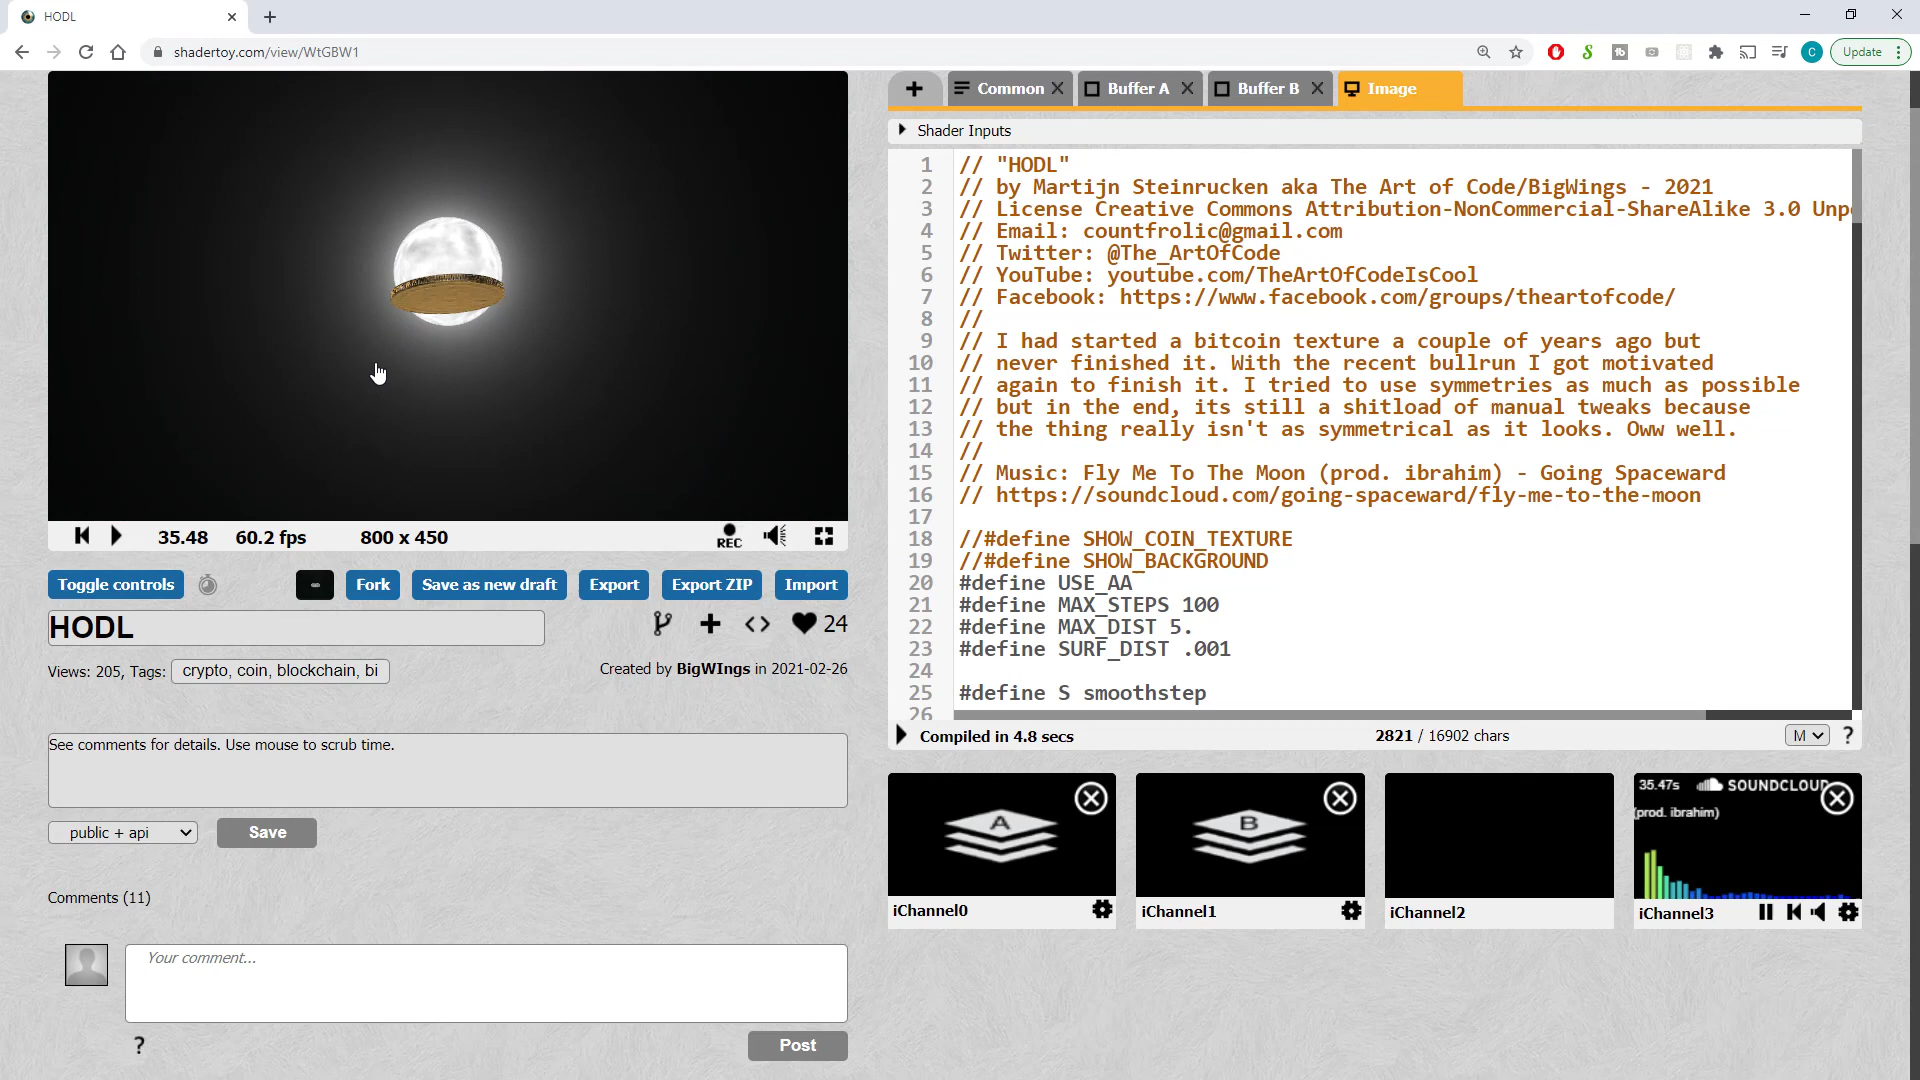 HODL
shadertoy.com/view/WtGBW1
C
Update
Common
Buffer A
Buffer B
Image
Shader Inputs
1 // "HODL"
2 // by Martijn Steinrucken aka The Art of Code/BigWings - 2021
3 // License Creative Commons Attribution-NonCommercial-ShareAlike 3.0 Unpo
4 // Email: countfrolic@gmail.com
5 // Twitter: @The_ArtOfCode
6 // YouTube: youtube.com/TheArtOfCodeIsCool
7 // Facebook: https://www.facebook.com/groups/theartofcode/
8 //
9 // I had started a bitcoin texture a couple of years ago but
10 // never finished it. With the recent bullrun I got motivated
11 // again to finish it. I tried to use symmetries as much as possible
12 // but in the end, its still a shitload of manual tweaks because
13 // the thing really isn't as symmetrical as it looks. Oww well.
14 //
15 // Music: Fly Me To The Moon (prod. ibrahim) - Going Spaceward
16 // https://soundcloud.com/going-spaceward/fly-me-to-the-moon
17
18 //#define SHOW_COIN_TEXTURE
19 //#define SHOW_BACKGROUND
20 #define USE_AA
21 #define MAX_STEPS 100
22 #define MAX_DIST 5.
23 #define SURF_DIST .001
24
25 #define S smoothstep
26
Compiled in 4.8 secs
2821 / 16902 chars
M
?
35.48
60.2 fps
800 x 450
REC
Toggle controls
Fork
Save as new draft
Export
Export ZIP
Import
HODL
24
Views: 205, Tags: crypto, coin, blockchain, bi
Created by BigWIngs in 2021-02-26
See comments for details. Use mouse to scrub time.
public + api
Save
Comments (11)
Your comment...
?
Post
A
iChannel0
B
iChannel1
iChannel2
35.47s
SOUNDCLOUD
(prod. ibrahim)
iChannel3